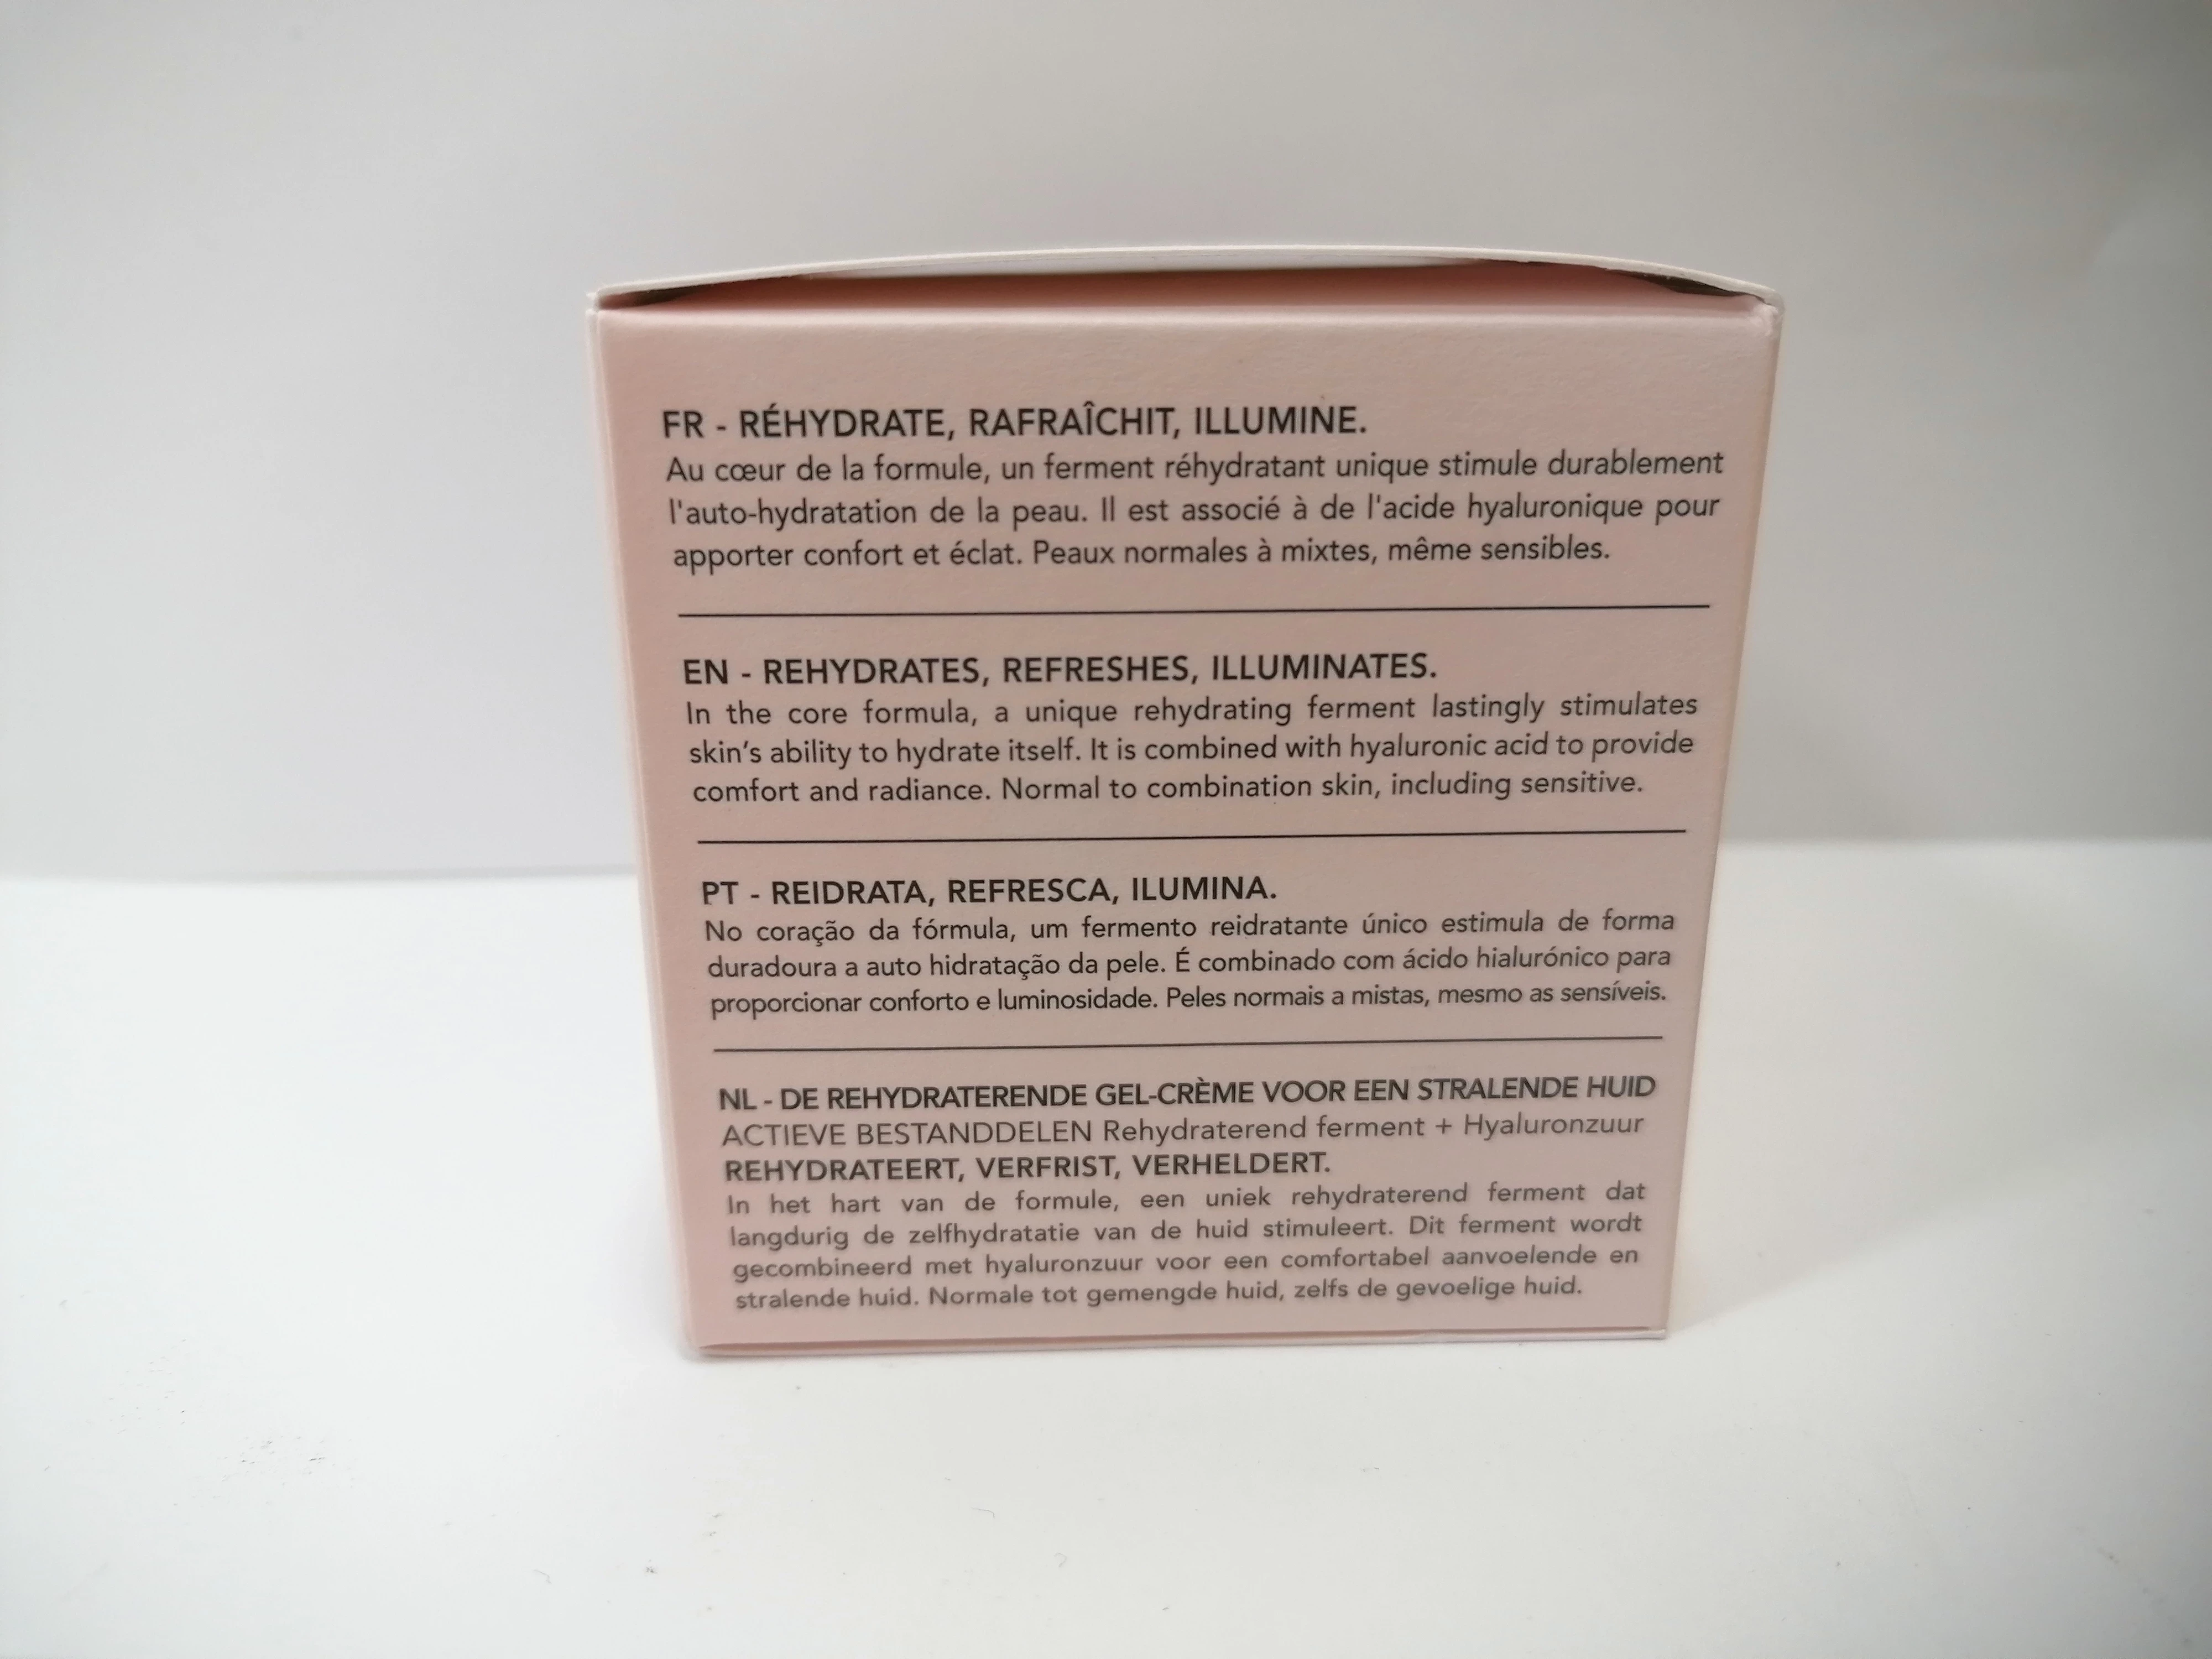 FR - RÉHYDRATE, RAFRAÎCHIT, ILLUMINE.
Au cœur de la formule, un ferment réhydratant unique stimule durablement
l'auto-hydratation de la peau. Il est associé à de l'acide hyaluronique pour
apporter confort et éclat. Peaux normales à mixtes, même sensibles.
EN - REHYDRATES, REFRESHES, ILLUMINATES.
In the core formula, a unique rehydrating ferment lastingly stimulates
skin’s ability to hydrate itself. It is combined with hyaluronic acid to provide
comfort and radiance. Normal to combination skin, including sensitive.
PT - REIDRATA, REFRESCA, ILUMINA.
No coração da fórmula, um fermento reidratante único estimula de forma
duradoura a auto hidratação da pele. É combinado com ácido hialurónico para
proporcionar conforto e luminosidade. Peles normais a mistas, mesmo as sensíveis.
NL - DE REHYDRATERENDE GEL-CRÈME VOOR EEN STRALENDE HUID
ACTIEVE BESTANDDELEN Rehydraterend ferment + Hyaluronzuur
REHYDRATEERT, VERFRIST, VERHELDERT.
In het hart van de formule, een uniek rehydraterend ferment dat
langdurig de zelfhydratatie van de huid stimuleert. Dit ferment wordt
gecombineerd met hyaluronzuur voor een comfortabel aanvoelende en
stralende huid. Normale tot gemengde huid, zelfs de gevoelige huid.